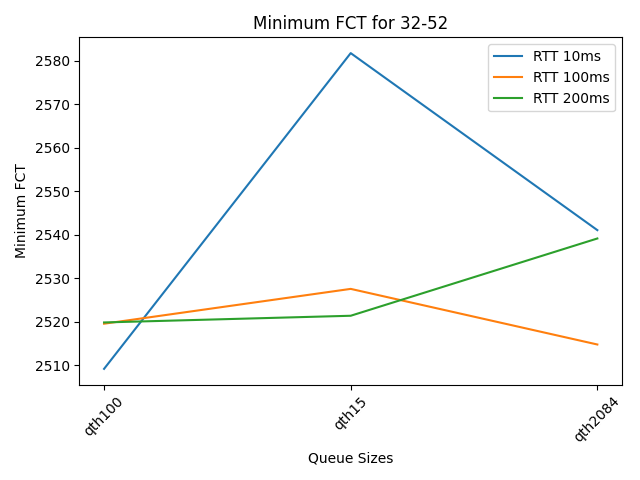 Minimum FCT for 32-52
RTT 10ms
RTT 100ms
RTT 200ms
Minimum FCT
2580
2570
2560
2550
2540
2530
2520
2510
qth100
qth15
qth2084
Queue Sizes